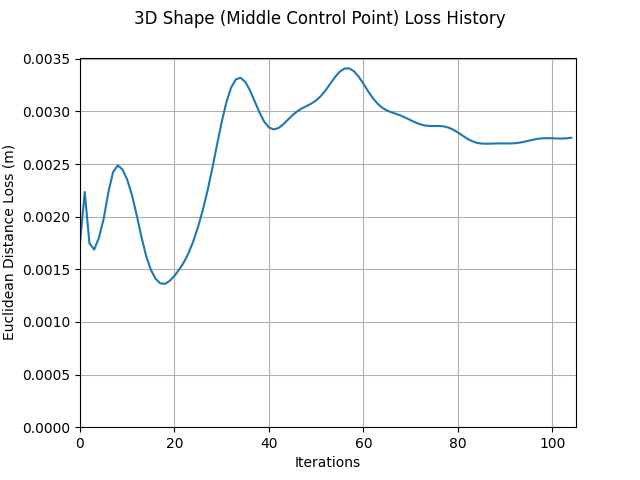 3D Shape (Middle Control Point) Loss History
0.0035
0.0030
0.0025
0.0020
0.0015
0.0010
0.0005
0.0000
Euclidean Distance Loss (m)
0 20 40 60 80 100
Iterations